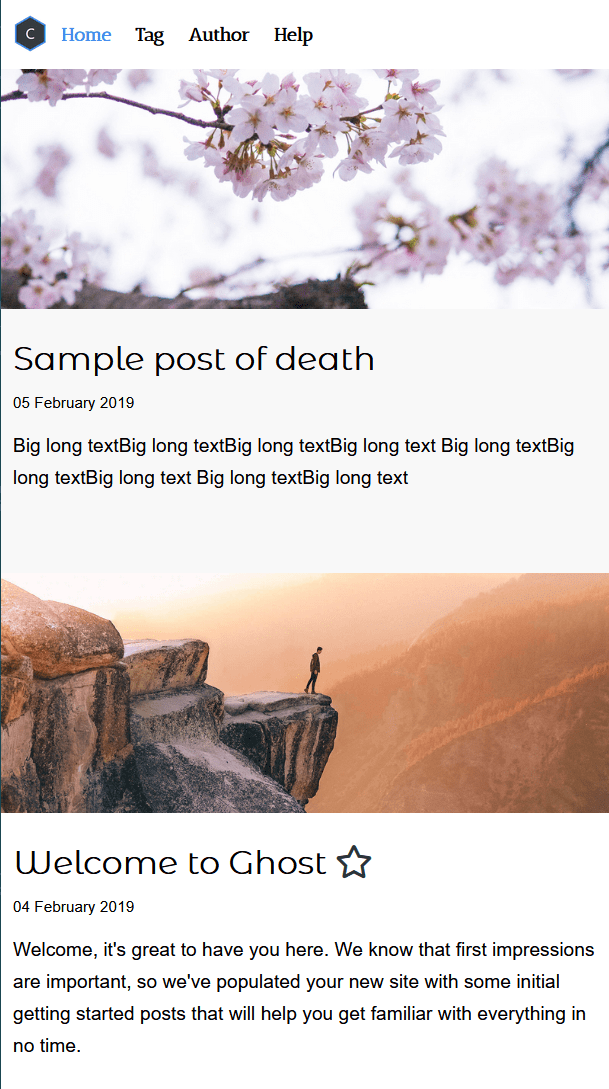 C
Home Tag Author Help
Sample post of death
05 February 2019
Big long textBig long textBig long textBig long text Big long textBig
long textBig long text Big long textBig long text
Welcome to Ghost
04 February 2019
Welcome, it's great to have you here. We know that first impressions
are important, so we've populated your new site with some initial
getting started posts that will help you get familiar with everything in
no time.